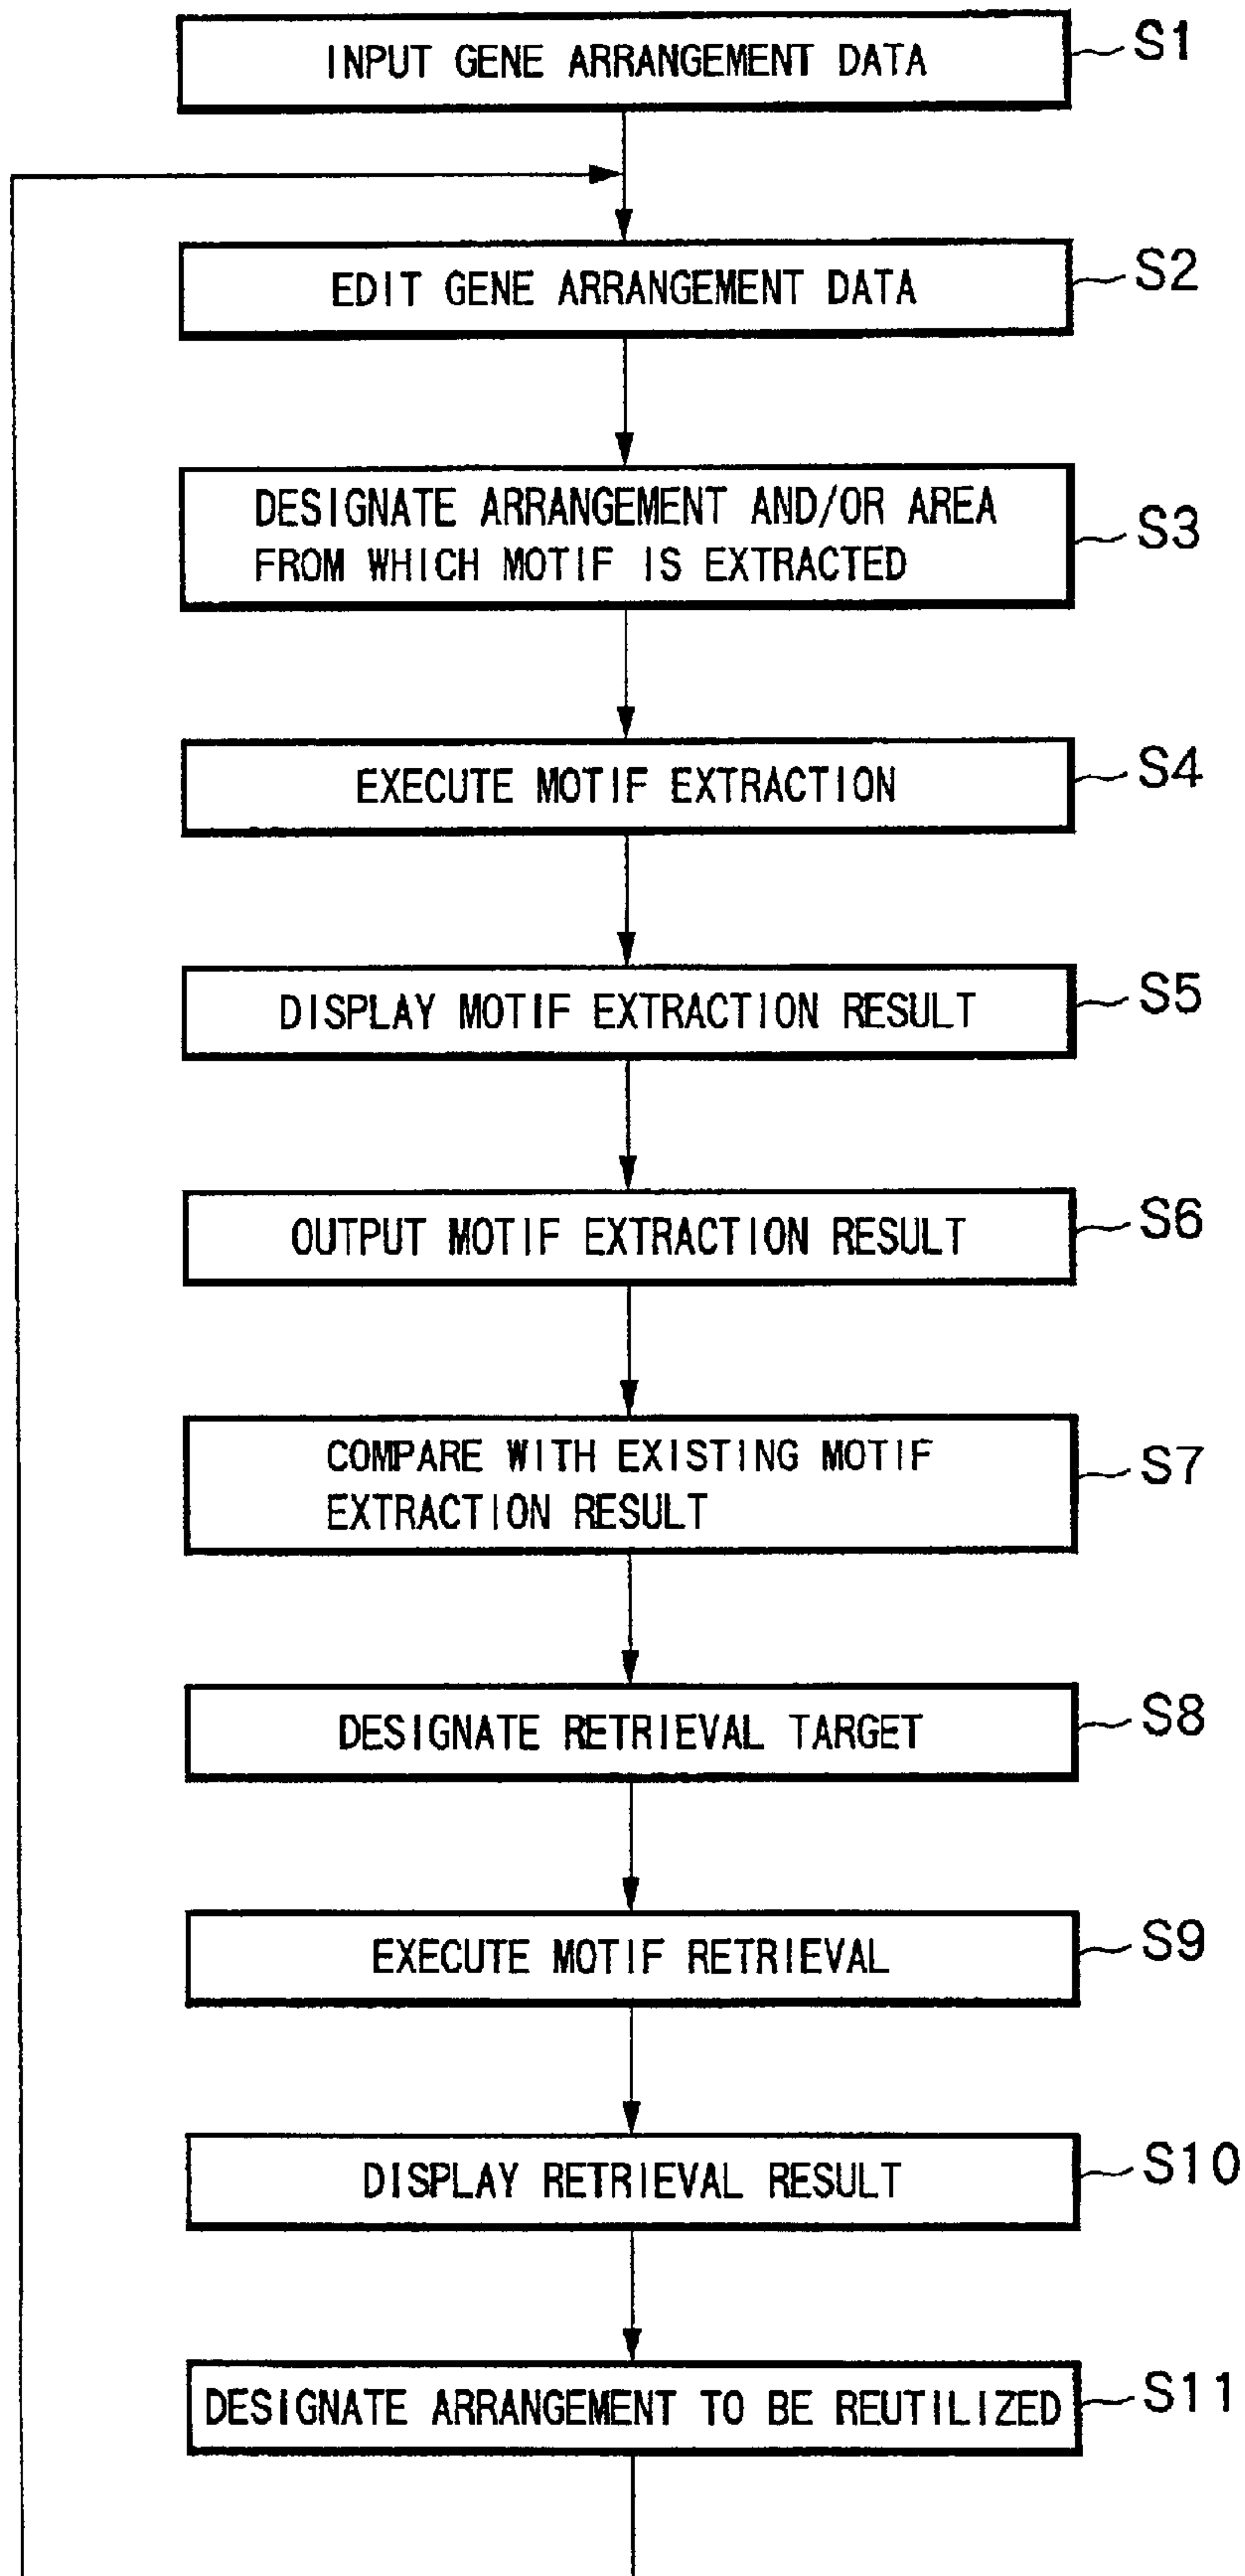 INPUT GENE ARRANGEMENT DATA
S1
EDIT GENE ARRANGEMENT DATA
S2
DESIGNATE ARRANGEMENT AND/OR AREA
FROM WHICH MOTIF IS EXTRACTED
S3
EXECUTE MOTIF EXTRACTION
S4
DISPLAY MOTIF EXTRACTION RESULT
S5
OUTPUT MOTIF EXTRACTION RESULT
S6
COMPARE WITH EXISTING MOTIF
EXTRACTION RESULT
S7
DESIGNATE RETRIEVAL TARGET
S8
EXECUTE MOTIF RETRIEVAL
S9
DISPLAY RETRIEVAL RESULT
S10
DESIGNATE ARRANGEMENT TO BE REUTILIZED
S11